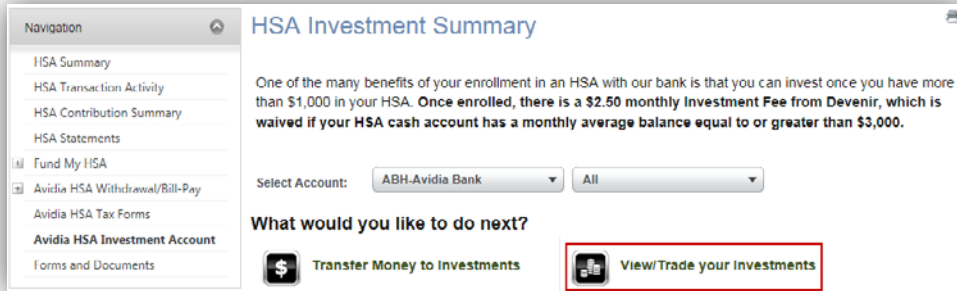 Navigation
HSA Summary
HSA Transaction Activity
HSA Contribution Summary
HSA Statements
Fund My HSA
Avidia HSA Withdrawal/Bill-Pay
Avidia HSA Tax Forms
Avidia HSA Investment Account
Forms and Documents
HSA Investment Summary
One of the many benefits of your enrollment in an HSA with our bank is that you can invest once you have more
than $1,000 in your HSA. Once enrolled, there is a $2.50 monthly Investment Fee from Devenir, which is
waived if your HSA cash account has a monthly average balance equal to or greater than $3,000.
Select Account: ABH-Avidia Bank All
What would you like to do next?
Transfer Money to Investments View/Trade your Investments